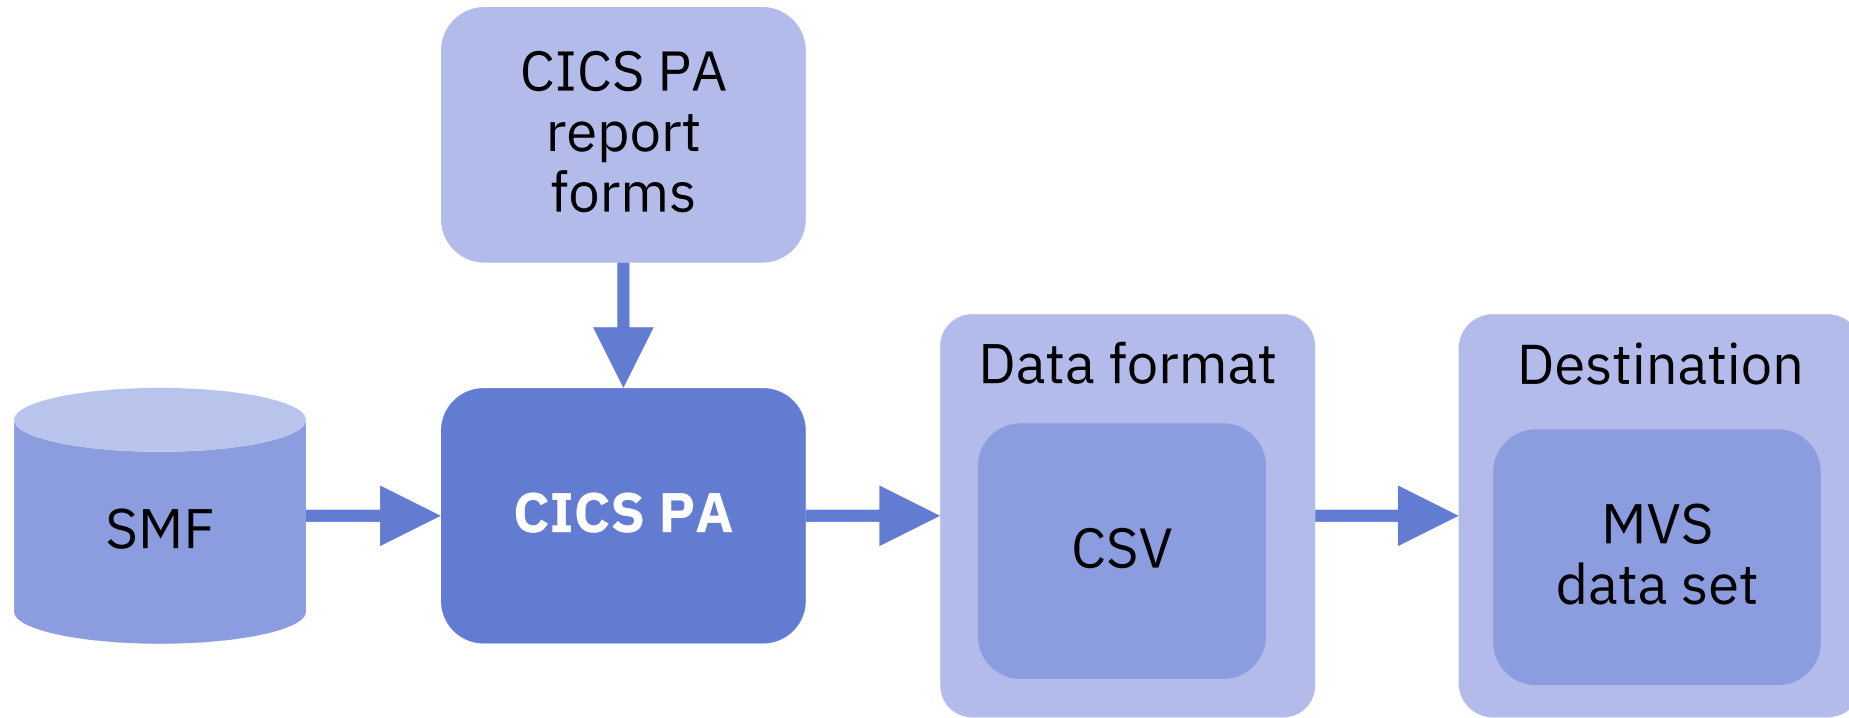 CICS PA
report
forms
SMF
CICS PA
Data format
CSV
Destination
MVS
data set